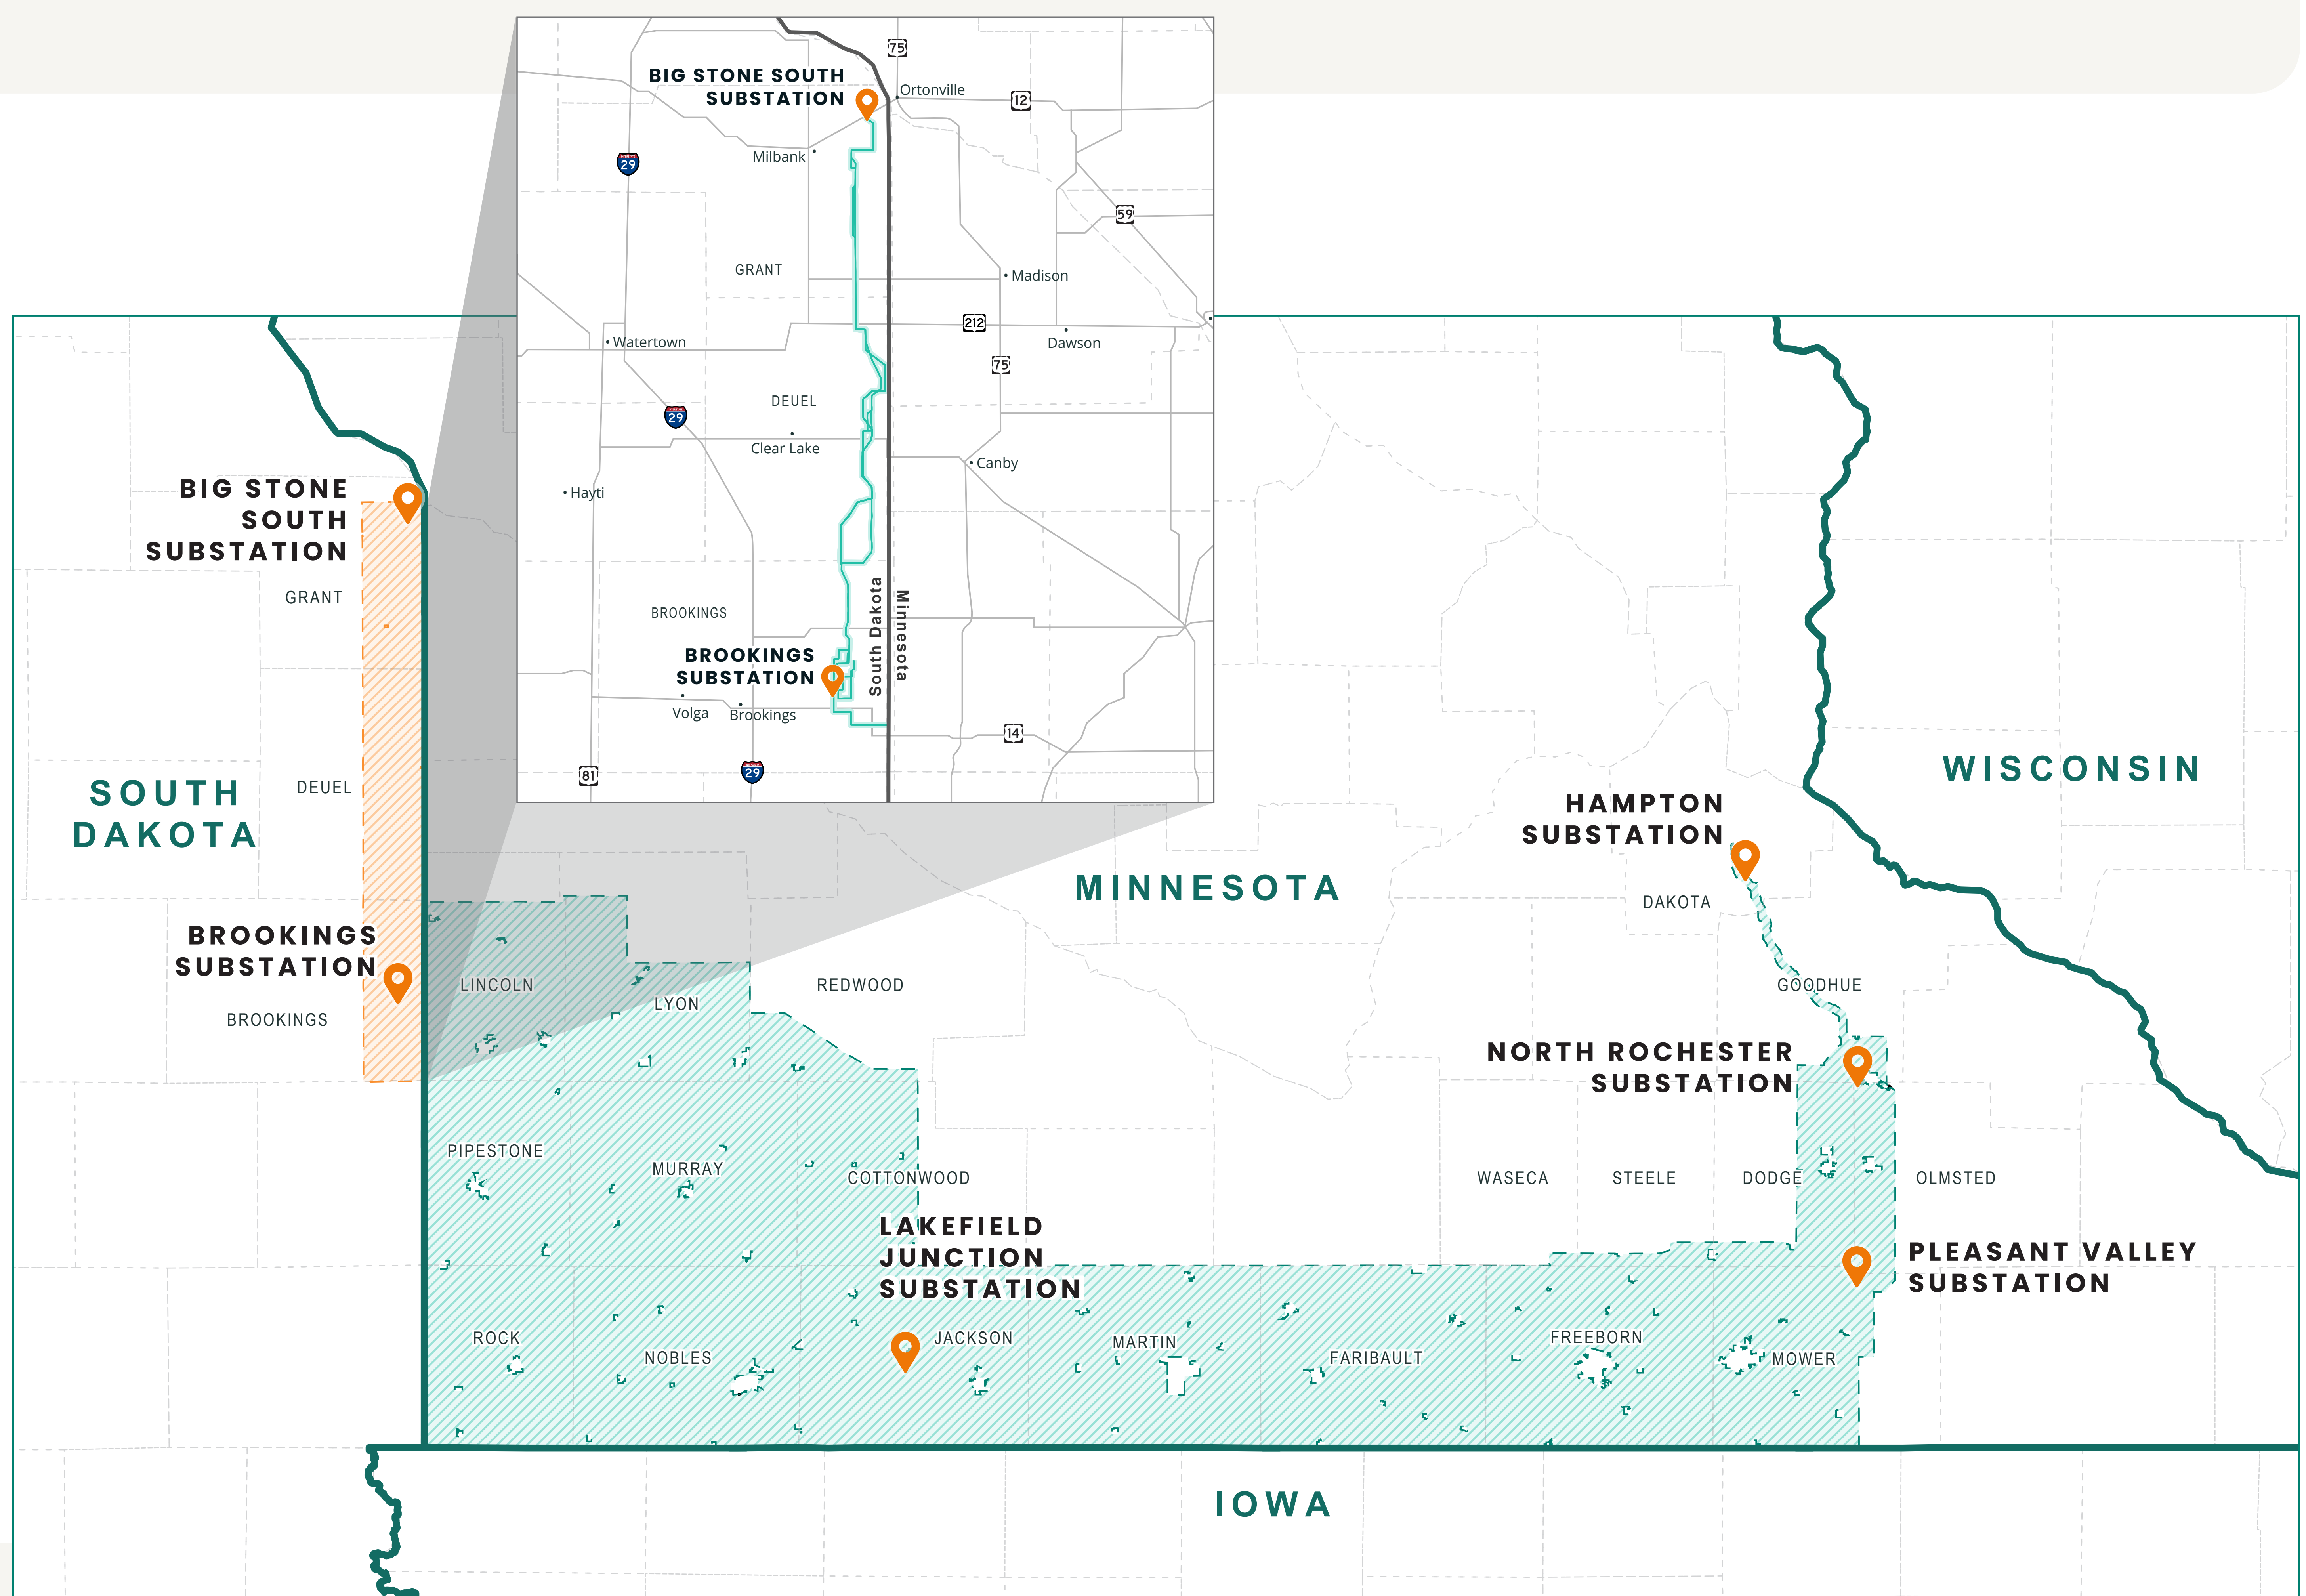 75
BIG STONE SOUTH
SUBSTATION
Ortonville
12
Milbank
29
59
GRANT
Madison
212
Watertown
Dawson
75
DEUEL
29
Clear Lake
Canby
Hayti
South Dakota
Minnesota
BROOKINGS
BROOKINGS
SUBSTATION
Volga
Brookings
14
81
29
BIG STONE
SOUTH
SUBSTATION
GRANT
DEUEL
SOUTH
DAKOTA
WISCONSIN
HAMPTON
SUBSTATION
MINNESOTA
DAKOTA
BROOKINGS
SUBSTATION
LINCOLN
LYON
REDWOOD
GOODHUE
BROOKINGS
NORTH ROCHESTER
SUBSTATION
PIPESTONE
MURRAY
COTTONWOOD
WASECA
STEELE
DODGE
OLMSTED
LAKEFIELD
JUNCTION
SUBSTATION
PLEASANT VALLEY
SUBSTATION
ROCK
NOBLES
JACKSON
MARTIN
FARIBAULT
FREEBORN
MOWER
IOWA